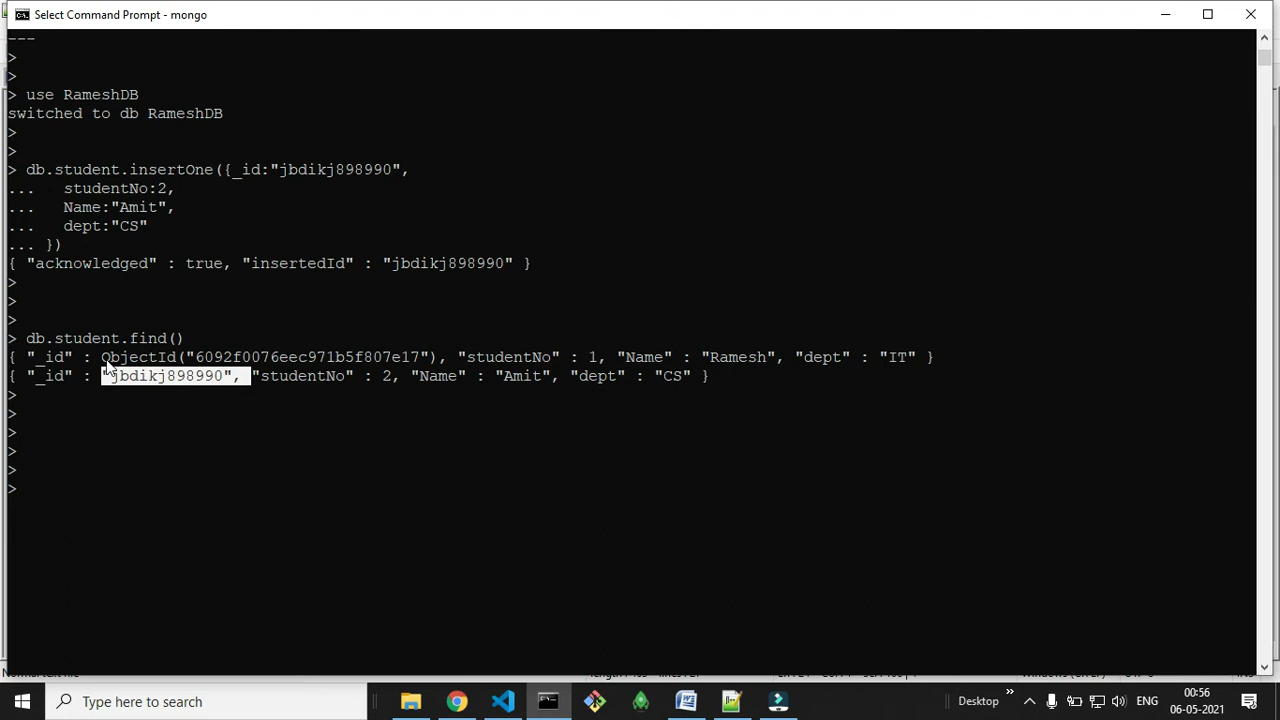 Select Command Prompt - mongo
---
>
>
> use RameshDB
switched to db RameshDB
>
>
> db.student.insertOne({_id:"jbdikj898990",
...    studentNo:2,
...    Name:"Amit",
...    dept:"CS"
... })
{ "acknowledged" : true, "insertedId" : "jbdikj898990" }
>
>
>
> db.student.find()
{ "_id" : ObjectId("6092f0076eec971b5f807e17"), "studentNo" : 1, "Name" : "Ramesh", "dept" : "IT" }
{ "_id" : "jbdikj898990", "studentNo" : 2, "Name" : "Amit", "dept" : "CS" }
>
>
>
>
>
>
Type here to search
Desktop
ENG
00:56
06-05-2021